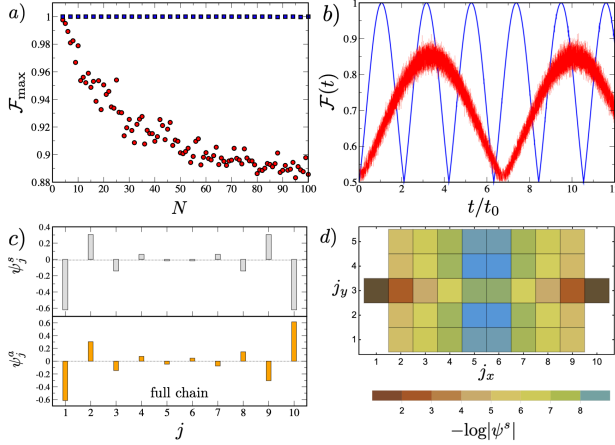 a)
1
0.98
0.96
0.94
0.92
0.9
0.88
ℱmax
0 10 20 30 40 50 60 70 80 90 100
N
b)
1
0.9
0.8
0.7
0.6
0.5
ℱ(t)
0 2 4 6 8 10 12
t/t₀
c)
0.4
0.2
0
-0.2
-0.4
-0.6
ψⱼˢ
0.6
0.4
0.2
0
-0.2
-0.4
-0.6
ψⱼᵃ
full chain
1 2 3 4 5 6 7 8 9 10
j
d)
5
4
3
2
1
j_y
1 2 3 4 5 6 7 8 9 10
j_x
2 3 4 5 6 7 8
−log|ψˢ|